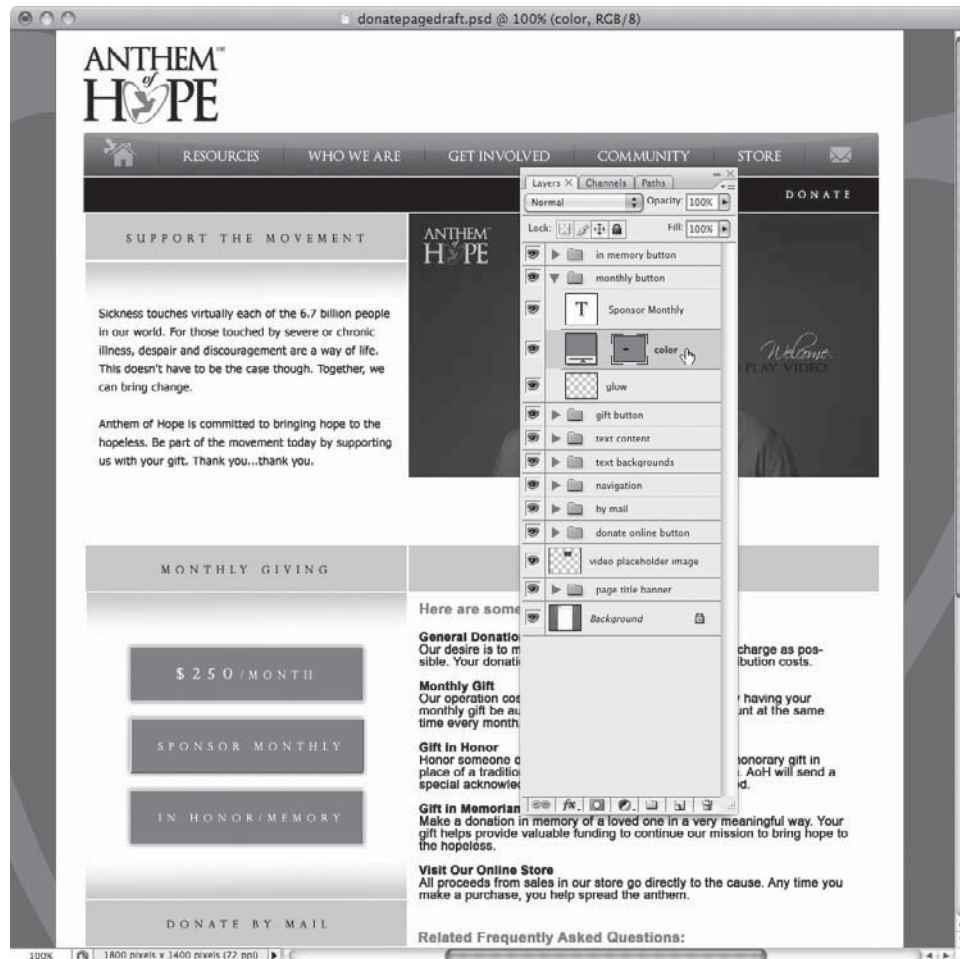 donatepagedraft.psd @ 100% (color, RGB/8)
ANTHEM™
of
HOPE
RESOURCES WHO WE ARE GET INVOLVED COMMUNITY STORE
DONATE
SUPPORT THE MOVEMENT
Sickness touches virtually each of the 6.7 billion people
in our world. For those touched by severe or chronic
illness, despair and discouragement are a way of life.
This doesn't have to be the case though. Together, we
can bring change.
Anthem of Hope is committed to bringing hope to the
hopeless. Be part of the movement today by supporting
us with your gift. Thank you...thank you.
ANTHEM™
HOPE
Welcome.
PLAY VIDEO
Layers × Channels Paths
Normal Opacity: 100%
Lock: Fill: 100%
in memory button
monthly button
T Sponsor Monthly
color
glow
gift button
text content
text backgrounds
navigation
by mail
donate online button
video placeholder image
page title banner
Background
MONTHLY GIVING
$250/MONTH
SPONSOR MONTHLY
IN HONOR/MEMORY
DONATE BY MAIL
Here are some
General Donatio
Our desire is to m charge as pos-
sible. Your donati bution costs.
Monthly Gift
Our operation cos y having your
monthly gift be au unt at the same
time every month.
Gift in Honor
Honor someone o onorary gift in
place of a traditio . AoH will send a
special acknowled ed.
Gift in Memorian
Make a donation in memory of a loved one in a very meaningful way. Your
gift helps provide valuable funding to continue our mission to bring hope to
the hopeless.
Visit Our Online Store
All proceeds from sales in our store go directly to the cause. Any time you
make a purchase, you help spread the anthem.
Related Frequently Asked Questions:
100% 1800 pixels x 1400 pixels (72 ppi)